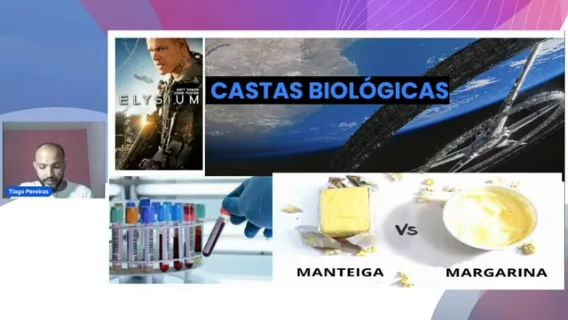 ELYSIUM
CASTAS BIOLÓGICAS
Tiago Pereiras
Vs
MANTEIGA
MARGARINA